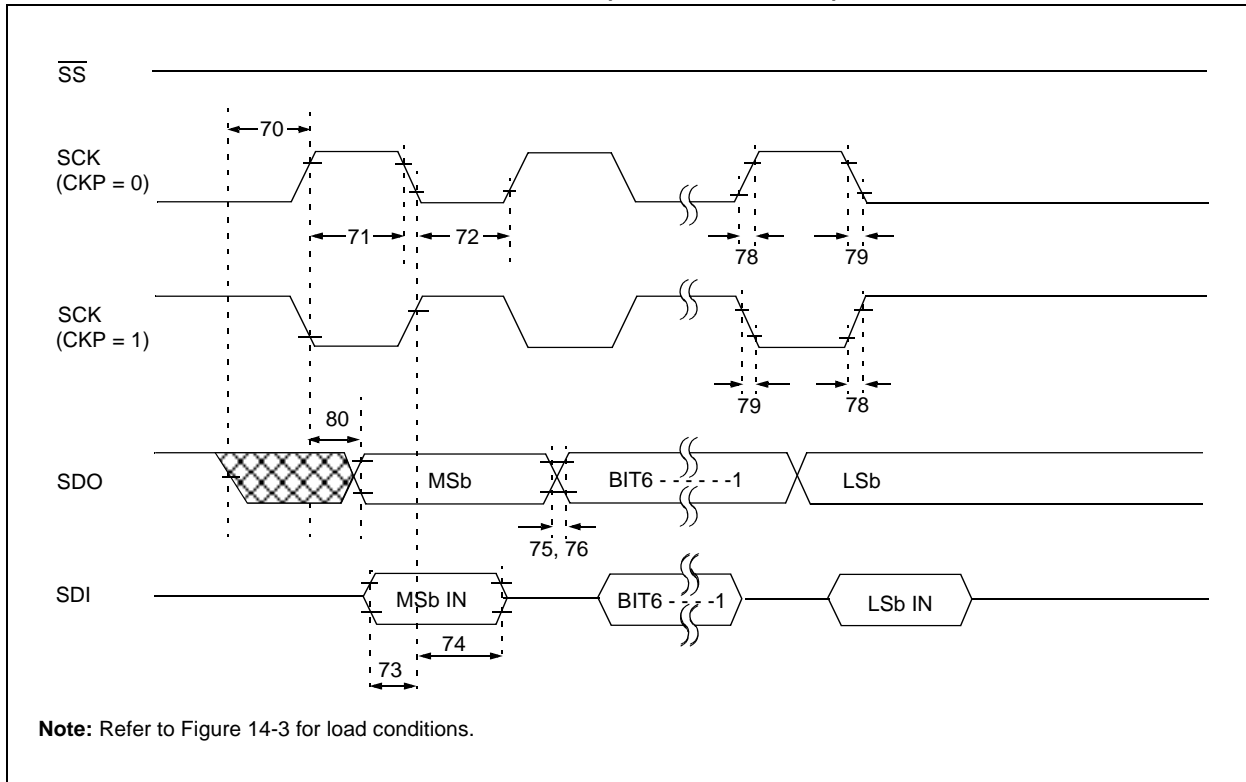 SS
70
SCK
(CKP = 0)
71
72
78
79
SCK
(CKP = 1)
79
78
80
SDO
MSb
BIT6 - - - - - -1
LSb
75, 76
SDI
MSb IN
BIT6 - - - - -1
LSb IN
74
73
Note: Refer to Figure 14-3 for load conditions.